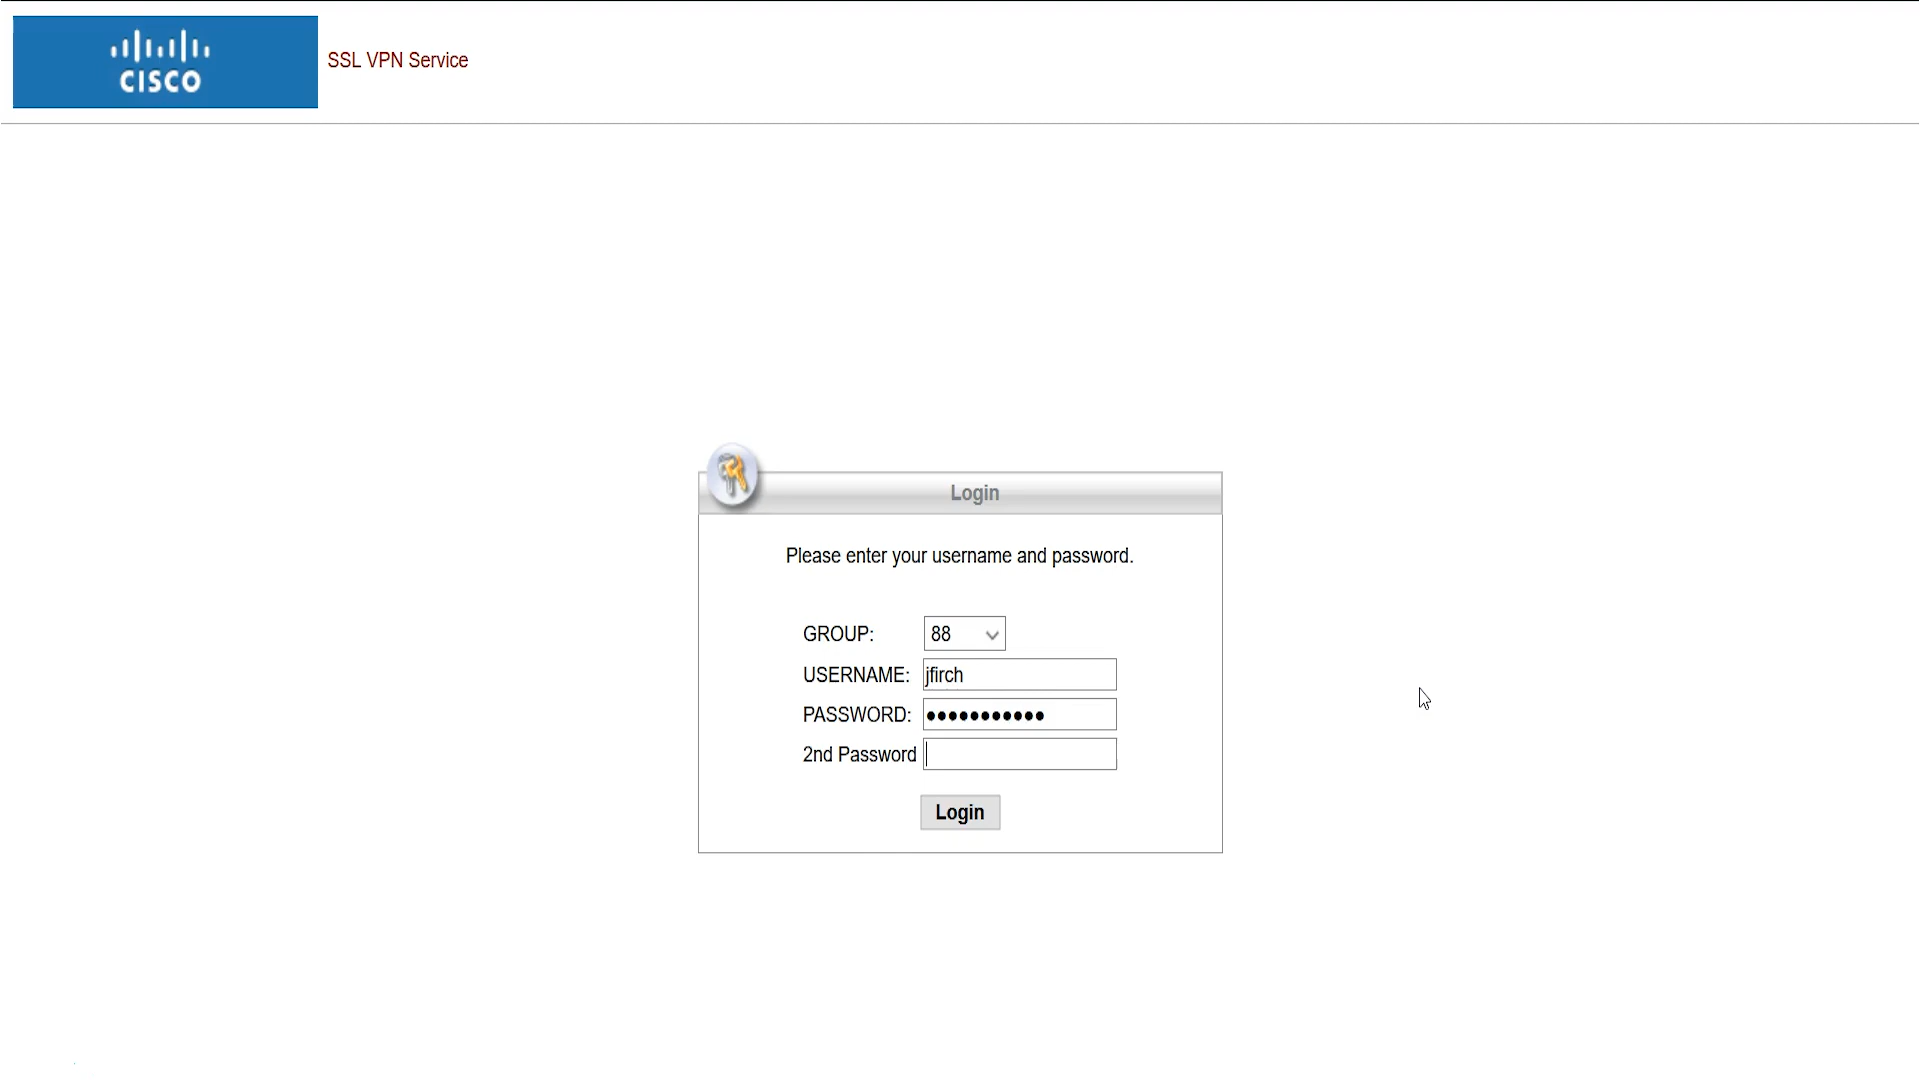 CISCO
SSL VPN Service
Login
Please enter your username and password.
GROUP: 88
USERNAME: jfirch
PASSWORD: ●●●●●●●●●●●
2nd Password
Login